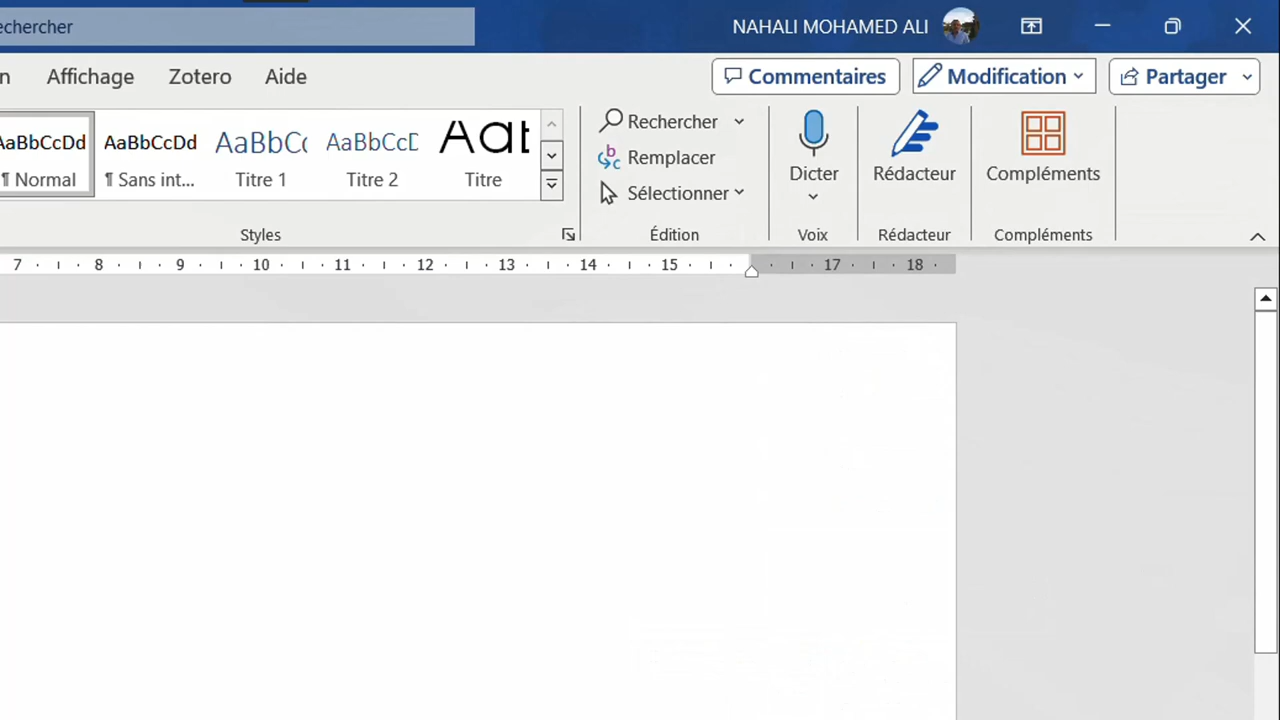 echercher
NAHALI MOHAMED ALI
n Affichage Zotero Aide
Commentaires Modification Partager
AaBbCcDd AaBbCcDd AaBbCc AaBbCcD Aab
¶ Normal ¶ Sans int... Titre 1 Titre 2 Titre
Styles
Rechercher
Remplacer
Sélectionner
Édition
Dicter
Voix
Rédacteur
Rédacteur
Compléments
Compléments
7 8 9 10 11 12 13 14 15 17 18